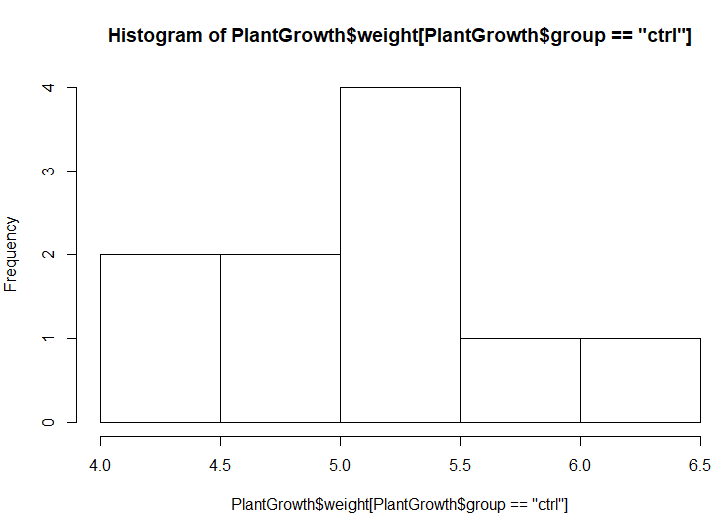 Histogram of PlantGrowth$weight[PlantGrowth$group == "ctrl"]
Frequency
4
3
2
1
0
4.0 4.5 5.0 5.5 6.0 6.5
PlantGrowth$weight[PlantGrowth$group == "ctrl"]